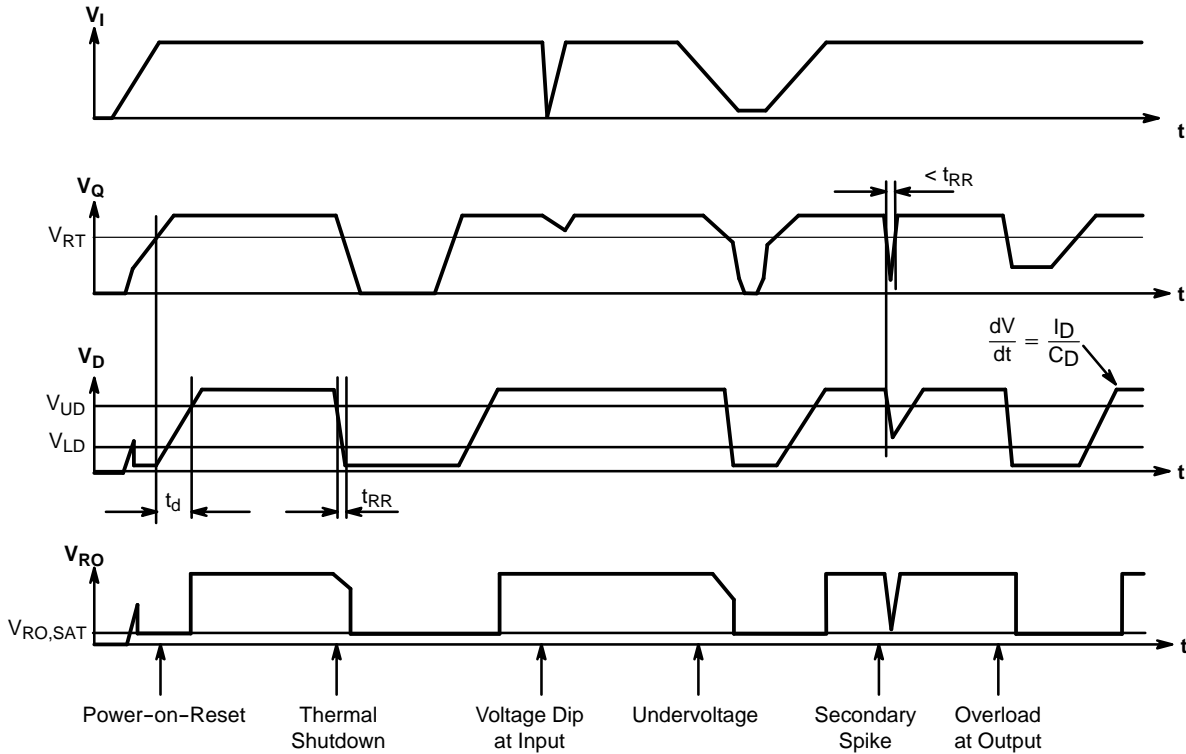 V_I
t
V_Q
< t_RR
V_RT
t
dV/dt = I_D/C_D
V_D
V_UD
V_LD
t
t_d
t_RR
V_RO
V_RO,SAT
t
Power-on-Reset
Thermal
Shutdown
Voltage Dip
at Input
Undervoltage
Secondary
Spike
Overload
at Output